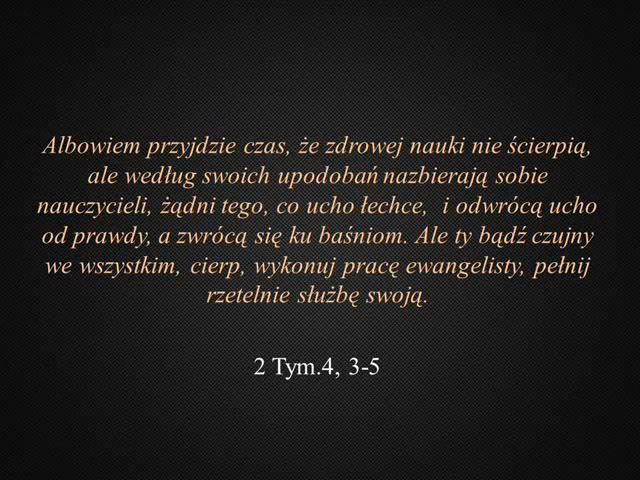 Albowiem przyjdzie czas, że zdrowej nauki nie ścierpią,
ale według swoich upodobań nazbierają sobie
nauczycieli, żądni tego, co ucho łechce,  i odwrócą ucho
od prawdy, a zwrócą się ku baśniom. Ale ty bądź czujny
we wszystkim, cierp, wykonuj pracę ewangelisty, pełnij
rzetelnie służbę swoją.
2 Tym.4, 3-5